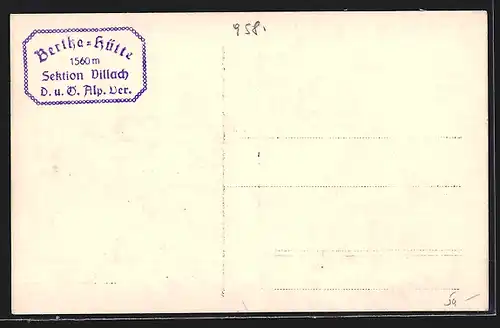 958.
Bertha=Hütte
1560 m
Sektion Villach
D. u. Ö. Alp. Ver.